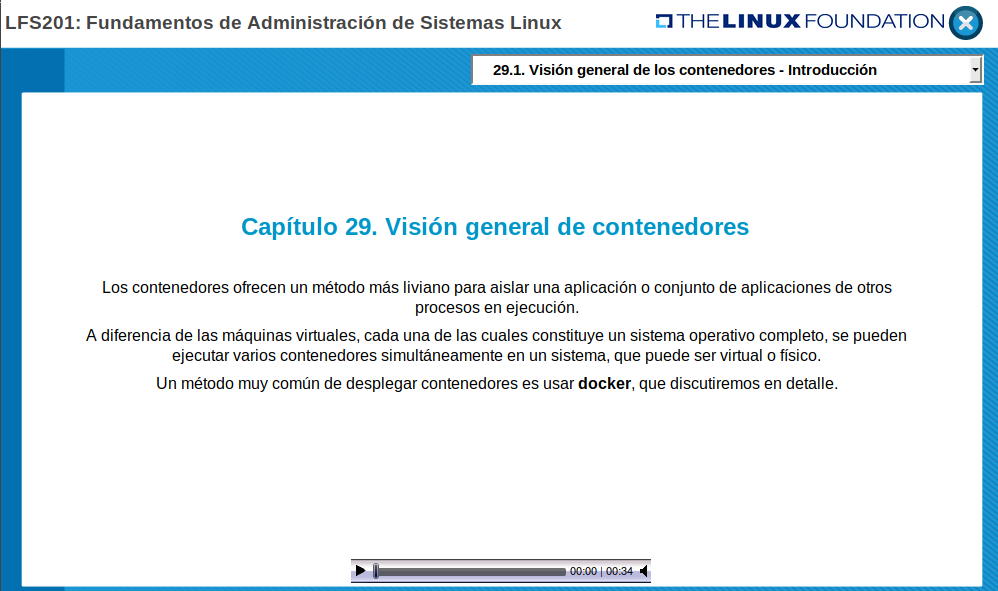 LFS201: Fundamentos de Administración de Sistemas Linux
THE LINUX FOUNDATION
29.1. Visión general de los contenedores - Introducción
Capítulo 29. Visión general de contenedores
Los contenedores ofrecen un método más liviano para aislar una aplicación o conjunto de aplicaciones de otros
procesos en ejecución.
A diferencia de las máquinas virtuales, cada una de las cuales constituye un sistema operativo completo, se pueden
ejecutar varios contenedores simultáneamente en un sistema, que puede ser virtual o físico.
Un método muy común de desplegar contenedores es usar docker, que discutiremos en detalle.
00:00 | 00:34